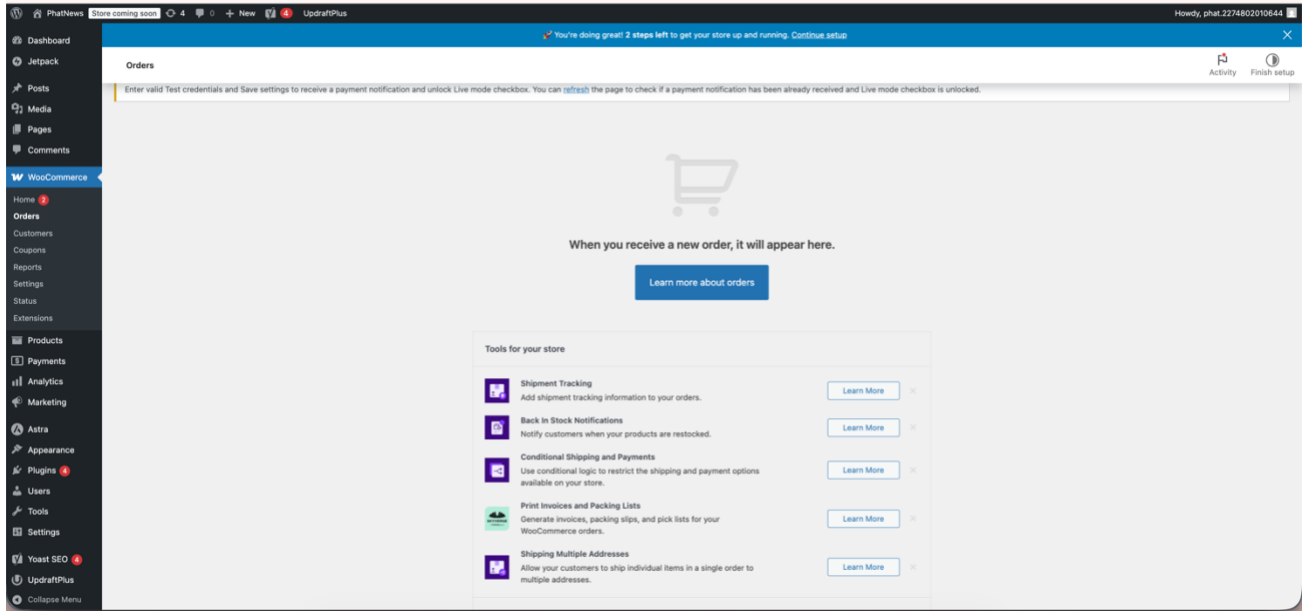 PhatNews Store coming soon 4 0 + New 4 UpdraftPlus Howdy, phat.2274802010644
🚀 You're doing great! 2 steps left to get your store up and running. Continue setup
Orders
Activity
Finish setup
Enter valid Test credentials and Save settings to receive a payment notification and unlock Live mode checkbox. You can refresh the page to check if a payment notification has been already received and Live mode checkbox is unlocked.
Dashboard
Jetpack
Posts
Media
Pages
Comments
WooCommerce
Home 2
Orders
Customers
Coupons
Reports
Settings
Status
Extensions
Products
Payments
Analytics
Marketing
Astra
Appearance
Plugins 4
Users
Tools
Settings
Yoast SEO 4
UpdraftPlus
Collapse Menu
When you receive a new order, it will appear here.
Learn more about orders
Tools for your store
Shipment Tracking
Add shipment tracking information to your orders.
Learn More
Back In Stock Notifications
Notify customers when your products are restocked.
Learn More
Conditional Shipping and Payments
Use conditional logic to restrict the shipping and payment options
available on your store.
Learn More
Print Invoices and Packing Lists
Generate invoices, packing slips, and pick lists for your
WooCommerce orders.
Learn More
Shipping Multiple Addresses
Allow your customers to ship individual items in a single order to
multiple addresses.
Learn More